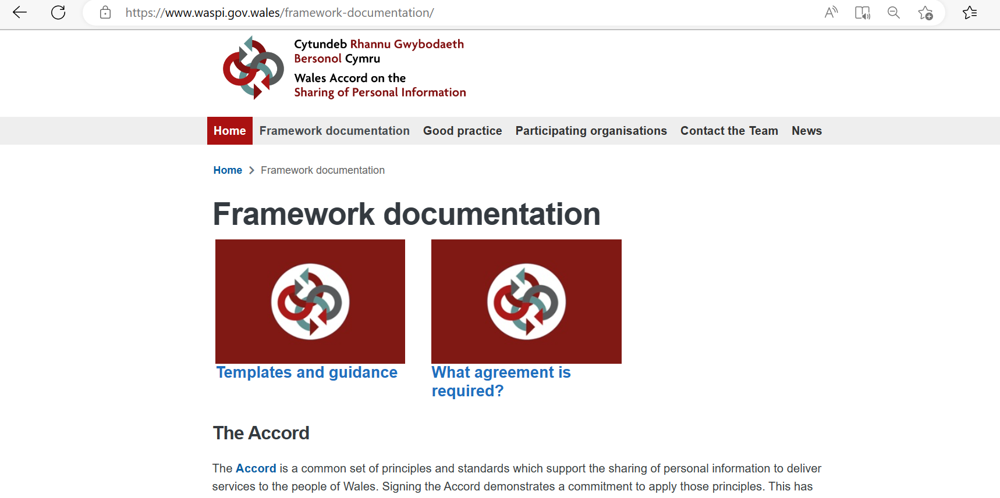 https://www.waspi.gov.wales/framework-documentation/
Cytundeb Rhannu Gwybodaeth
Bersonol Cymru
Wales Accord on the
Sharing of Personal Information
Home Framework documentation Good practice Participating organisations Contact the Team News
Home > Framework documentation
Framework documentation
Templates and guidance
What agreement is
required?
The Accord
The Accord is a common set of principles and standards which support the sharing of personal information to deliver
services to the people of Wales. Signing the Accord demonstrates a commitment to apply those principles. This has